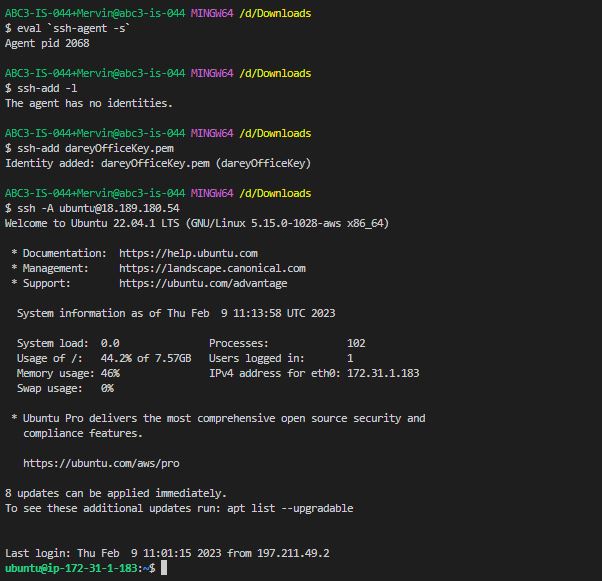 ABC3-IS-044+Mervin@abc3-is-044 MINGW64 /d/Downloads
$ eval `ssh-agent -s`
Agent pid 2068

ABC3-IS-044+Mervin@abc3-is-044 MINGW64 /d/Downloads
$ ssh-add -l
The agent has no identities.

ABC3-IS-044+Mervin@abc3-is-044 MINGW64 /d/Downloads
$ ssh-add dareyOfficeKey.pem
Identity added: dareyOfficeKey.pem (dareyOfficeKey)

ABC3-IS-044+Mervin@abc3-is-044 MINGW64 /d/Downloads
$ ssh -A ubuntu@18.189.180.54
Welcome to Ubuntu 22.04.1 LTS (GNU/Linux 5.15.0-1028-aws x86_64)

 * Documentation:  https://help.ubuntu.com
 * Management:     https://landscape.canonical.com
 * Support:        https://ubuntu.com/advantage

  System information as of Thu Feb  9 11:13:58 UTC 2023

  System load:  0.0               Processes:             102
  Usage of /:   44.2% of 7.57GB   Users logged in:       1
  Memory usage: 46%               IPv4 address for eth0: 172.31.1.183
  Swap usage:   0%

 * Ubuntu Pro delivers the most comprehensive open source security and
   compliance features.

   https://ubuntu.com/aws/pro

8 updates can be applied immediately.
To see these additional updates run: apt list --upgradable


Last login: Thu Feb  9 11:01:15 2023 from 197.211.49.2
ubuntu@ip-172-31-1-183:~$